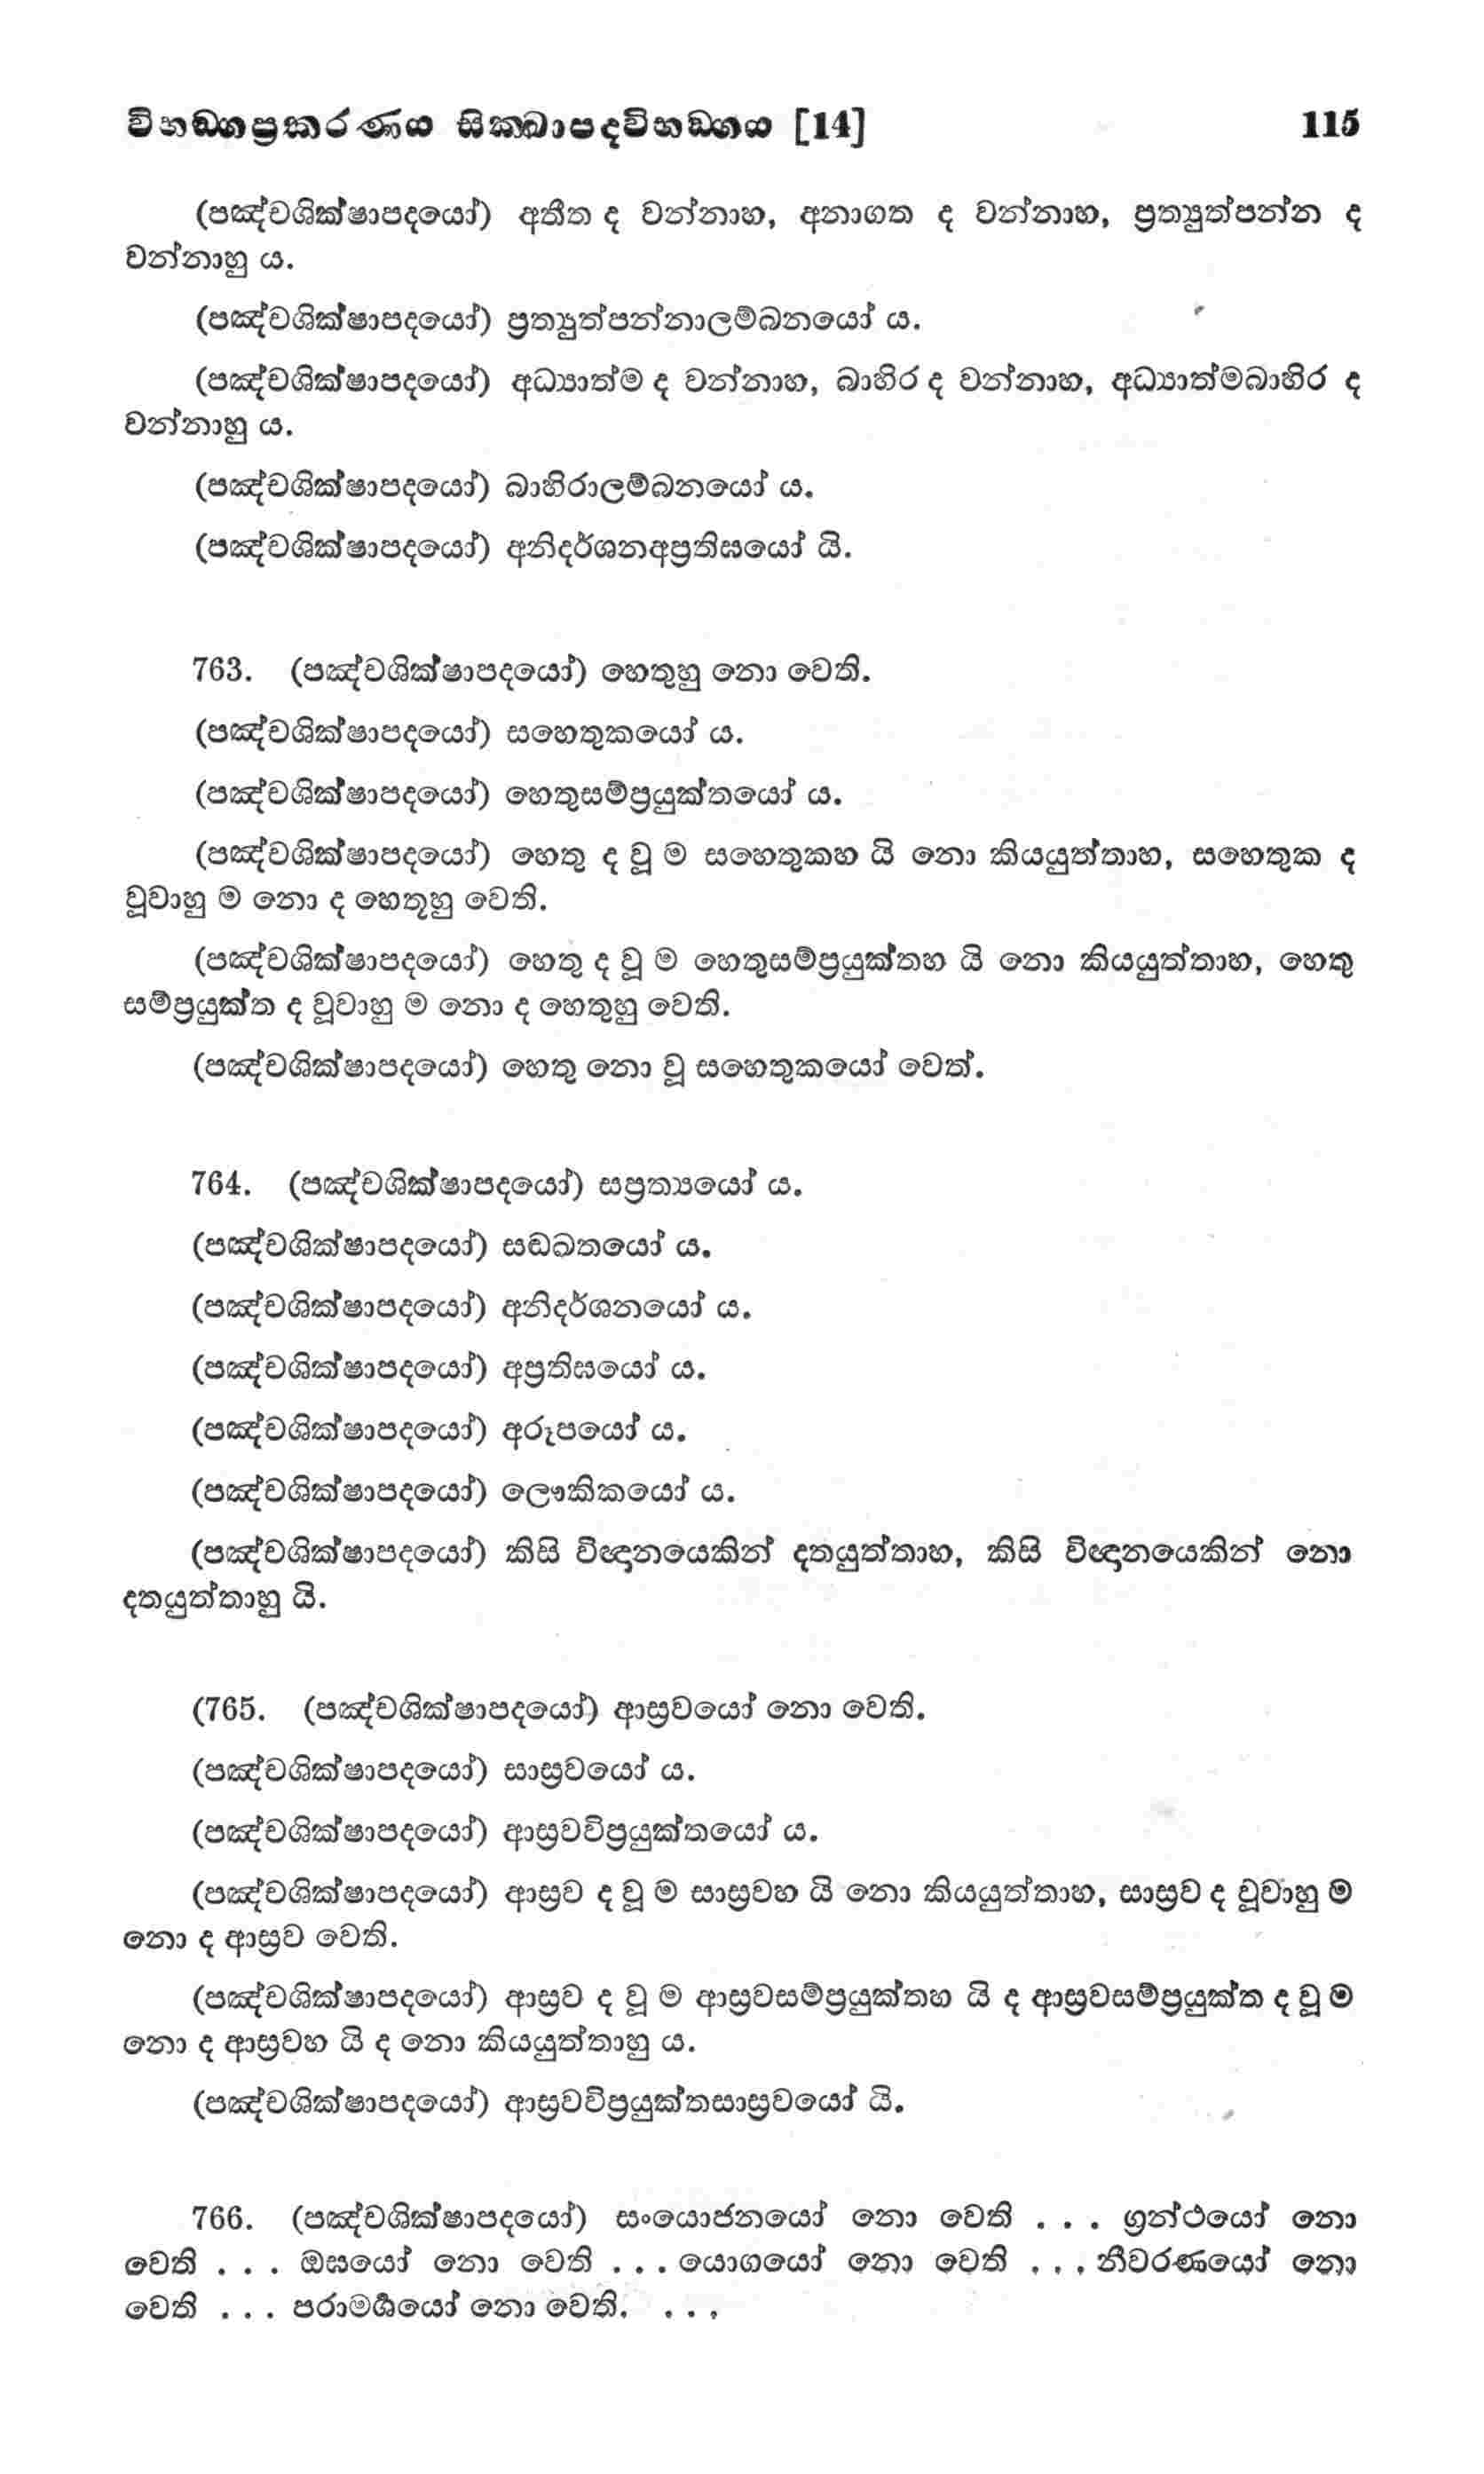 විභඞගප්‍රකරණය සිකඛාපදවිභඞගය [14] 115
(පඤ්චශික්ෂාපදයෝ) අතීත ද වන්නාහ, අනාගත ද වන්නාහ, ප්‍රත්‍යුත්පන්න ද
වන්නාහු ය.
(පඤ්චශික්ෂාපදයෝ) ප්‍රත්‍යුත්පන්නාලම්බනයෝ ය.
(පඤ්චශික්ෂාපදයෝ) අධ්‍යාත්ම ද වන්නාහ, බාහිර ද වන්නාහ, අධ්‍යාත්මබාහිර ද
වන්නාහු ය.
(පඤ්චශික්ෂාපදයෝ) බාහිරාලම්බනයෝ ය.
(පඤ්චශික්ෂාපදයෝ) අනිදර්ශනඅප්‍රතිඝයෝ යි.
763. (පඤ්චශික්ෂාපදයෝ) හෙතුහු නො වෙති.
(පඤ්චශික්ෂාපදයෝ) සහෙතුකයෝ ය.
(පඤ්චශික්ෂාපදයෝ) හෙතුසම්ප්‍රයුක්තයෝ ය.
(පඤ්චශික්ෂාපදයෝ) හෙතු ද වූ ම සහෙතුකහ යි නො කියයුත්තාහ, සහෙතුක ද
වූවාහු ම නො ද හෙතුහු වෙති.
(පඤ්චශික්ෂාපදයෝ) හෙතු ද වූ ම හෙතුසම්ප්‍රයුක්තහ යි නො කියයුත්තාහ, හෙතු
සම්ප්‍රයුක්ත ද වූවාහු ම නො ද හෙතුහු වෙති.
(පඤ්චශික්ෂාපදයෝ) හෙතු නො වූ සහෙතුකයෝ වෙත්.
764. (පඤ්චශික්ෂාපදයෝ) සප්‍රත්‍යයෝ ය.
(පඤ්චශික්ෂාපදයෝ) සඞඛතයෝ ය.
(පඤ්චශික්ෂාපදයෝ) අනිදර්ශනයෝ ය.
(පඤ්චශික්ෂාපදයෝ) අප්‍රතිඝයෝ ය.
(පඤ්චශික්ෂාපදයෝ) අරූපයෝ ය.
(පඤ්චශික්ෂාපදයෝ) ලෞකිකයෝ ය.
(පඤ්චශික්ෂාපදයෝ) කිසි විඥානයෙකින් දතයුත්තාහ, කිසි විඥානයෙකින් නො
දතයුත්තාහු යි.
(765. (පඤ්චශික්ෂාපදයෝ) ආස්‍රවයෝ නො වෙති.
(පඤ්චශික්ෂාපදයෝ) සාස්‍රවයෝ ය.
(පඤ්චශික්ෂාපදයෝ) ආස්‍රවවිප්‍රයුක්තයෝ ය.
(පඤ්චශික්ෂාපදයෝ) ආස්‍රව ද වූ ම සාස්‍රවහ යි නො කියයුත්තාහ, සාස්‍රව ද වූවාහු ම
නො ද ආස්‍රව වෙති.
(පඤ්චශික්ෂාපදයෝ) ආස්‍රව ද වූ ම ආස්‍රවසම්ප්‍රයුක්තහ යි ද ආස්‍රවසම්ප්‍රයුක්ත ද වූ ම
නො ද ආස්‍රවහ යි ද නො කියයුත්තාහු ය.
(පඤ්චශික්ෂාපදයෝ) ආස්‍රවවිප්‍රයුක්තසාස්‍රවයෝ යි.
766. (පඤ්චශික්ෂාපදයෝ) සංයොජනයෝ නො වෙති . . . ග්‍රන්ථයෝ නො
වෙති . . . ඔඝයෝ නො වෙති . . . යොගයෝ නො වෙති . . . නීවරණයෝ නො
වෙති . . . පරාමර්‍ශයෝ නො වෙති. . . .